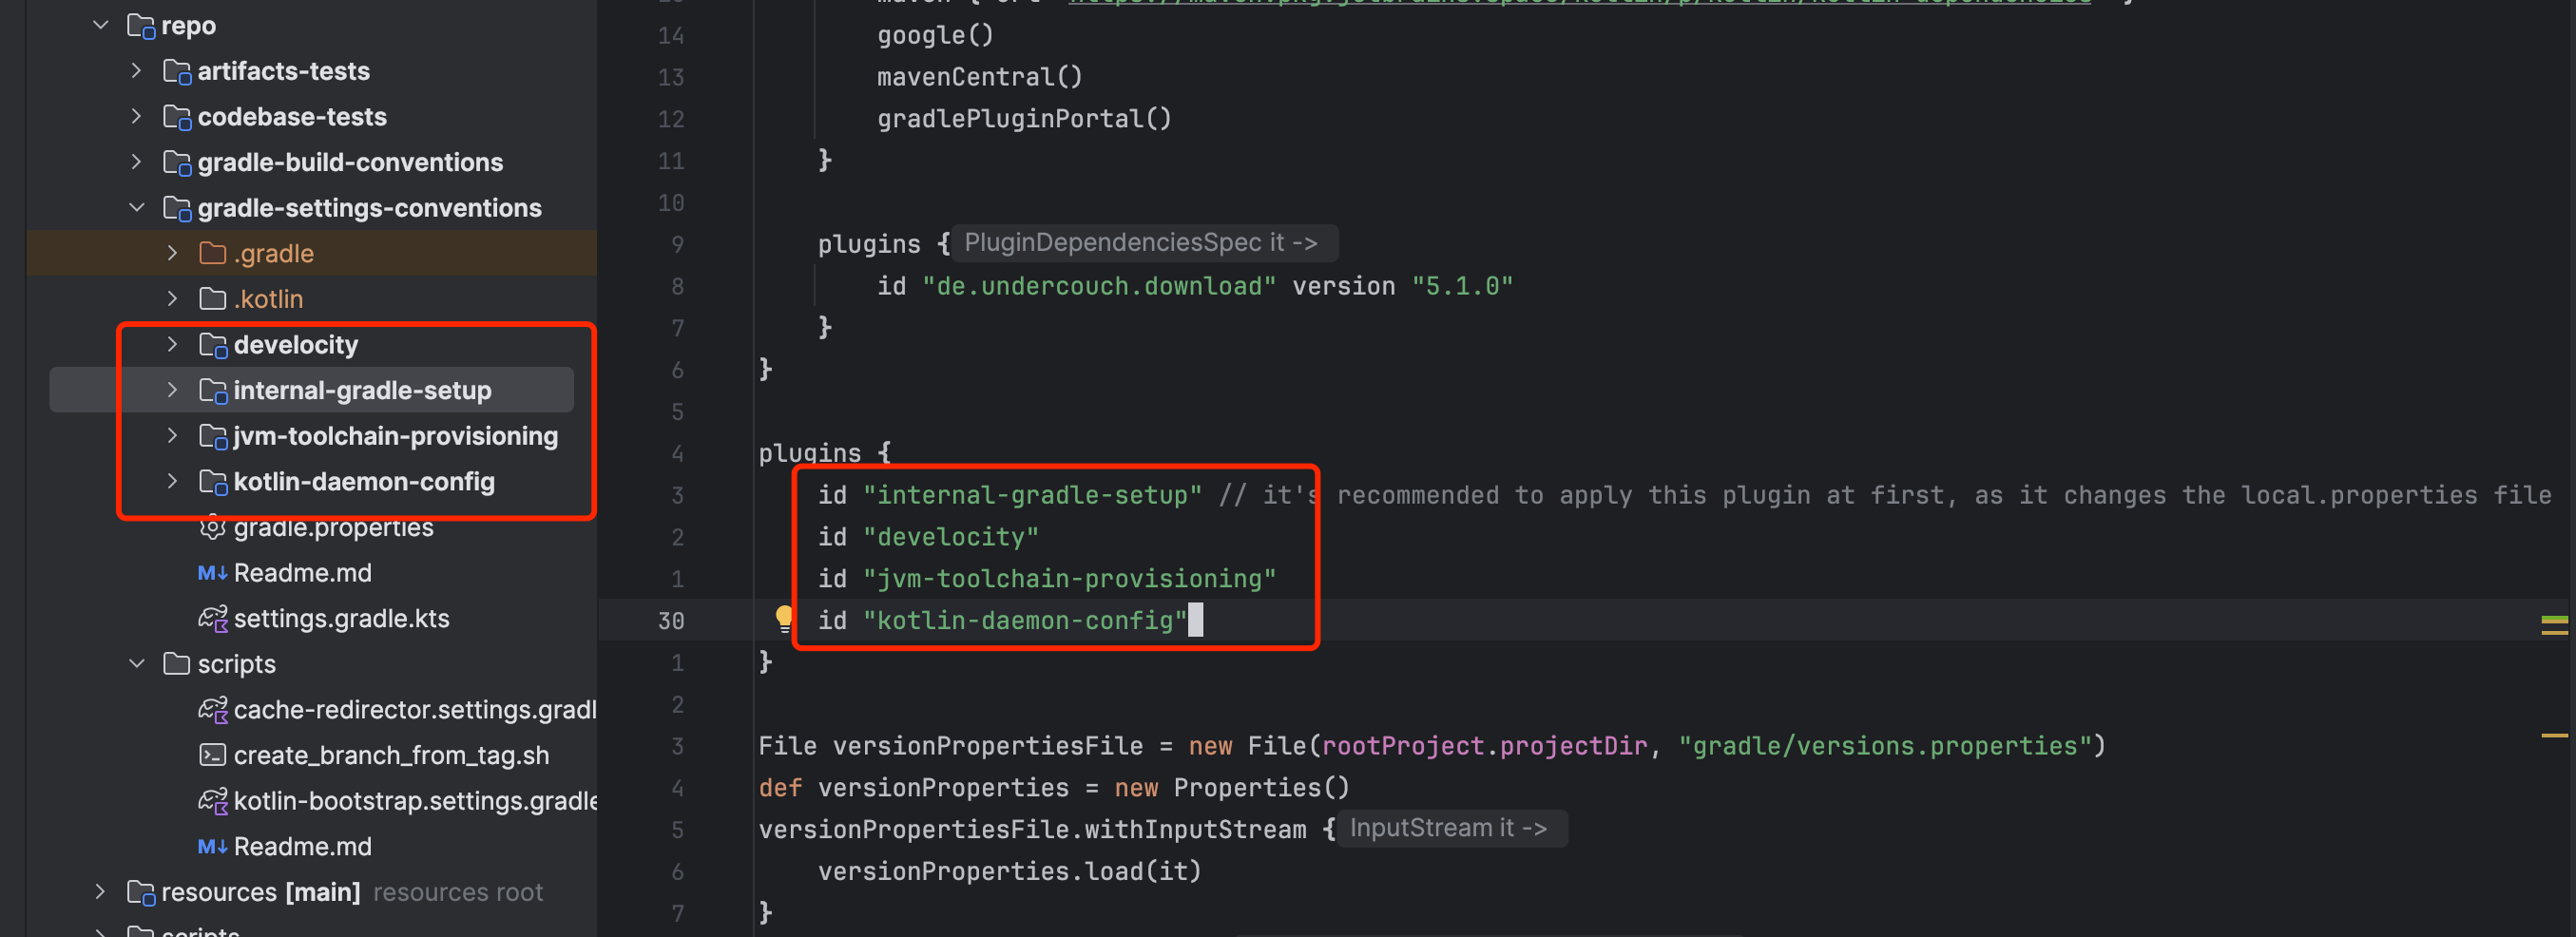 repo
artifacts-tests
codebase-tests
gradle-build-conventions
gradle-settings-conventions
.gradle
.kotlin
develocity
internal-gradle-setup
jvm-toolchain-provisioning
kotlin-daemon-config
gradle.properties
M↓ Readme.md
settings.gradle.kts
scripts
cache-redirector.settings.gradl
create_branch_from_tag.sh
kotlin-bootstrap.settings.gradle
M↓ Readme.md
resources [main] resources root
scripts
14 google()
13 mavenCentral()
12 gradlePluginPortal()
11 }
10
9 plugins { PluginDependenciesSpec it ->
8 id "de.undercouch.download" version "5.1.0"
7 }
6 }
5
4 plugins {
3 id "internal-gradle-setup" // it's recommended to apply this plugin at first, as it changes the local.properties file
2 id "develocity"
1 id "jvm-toolchain-provisioning"
30 id "kotlin-daemon-config"
1 }
2
3 File versionPropertiesFile = new File(rootProject.projectDir, "gradle/versions.properties")
4 def versionProperties = new Properties()
5 versionPropertiesFile.withInputStream { InputStream it ->
6 versionProperties.load(it)
7 }